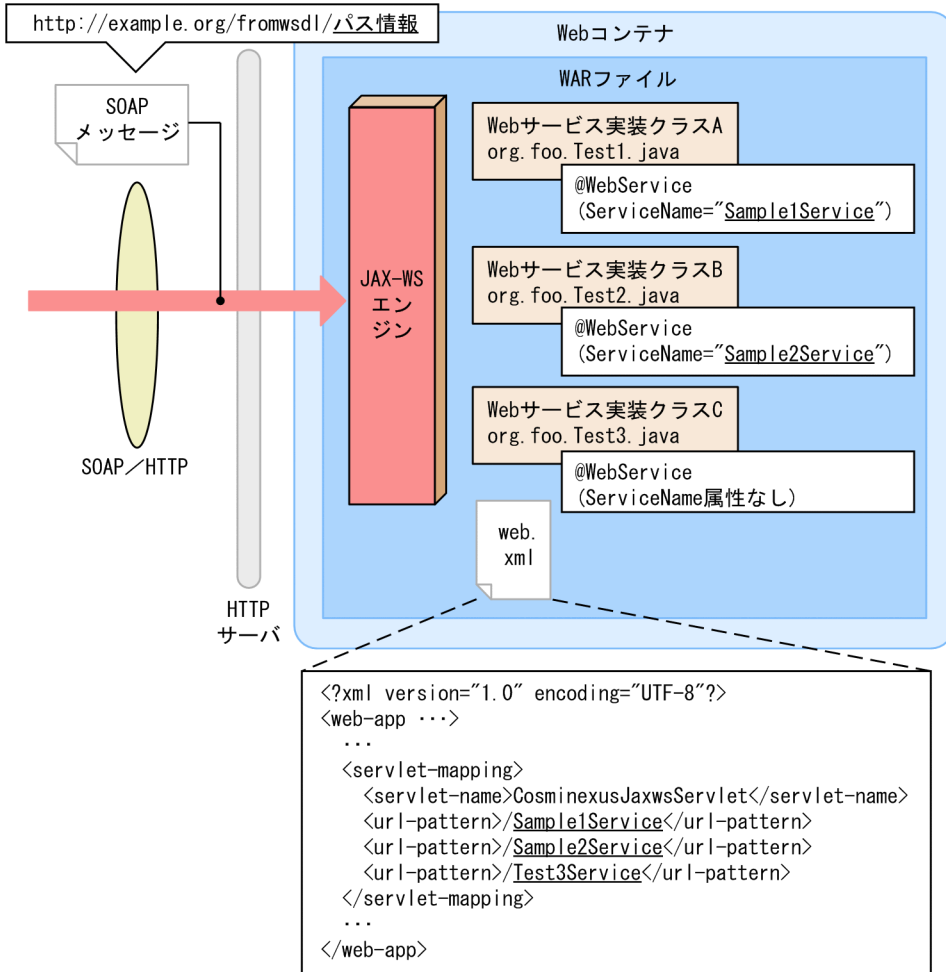 http://example.org/fromwsdl/パス情報
Webコンテナ
WARファイル
SOAP
メッセージ
Webサービス実装クラスA
org.foo.Test1.java
@WebService
(ServiceName="Sample1Service")
JAX-WS
エン
ジン
Webサービス実装クラスB
org.foo.Test2.java
@WebService
(ServiceName="Sample2Service")
Webサービス実装クラスC
org.foo.Test3.java
@WebService
(ServiceName属性なし)
SOAP/HTTP
web.
xml
HTTP
サーバ
<?xml version="1.0" encoding="UTF-8"?>
<web-app ...>
...
<servlet-mapping>
<servlet-name>CosminexusJaxwsServlet</servlet-name>
<url-pattern>/Sample1Service</url-pattern>
<url-pattern>/Sample2Service</url-pattern>
<url-pattern>/Test3Service</url-pattern>
</servlet-mapping>
...
</web-app>